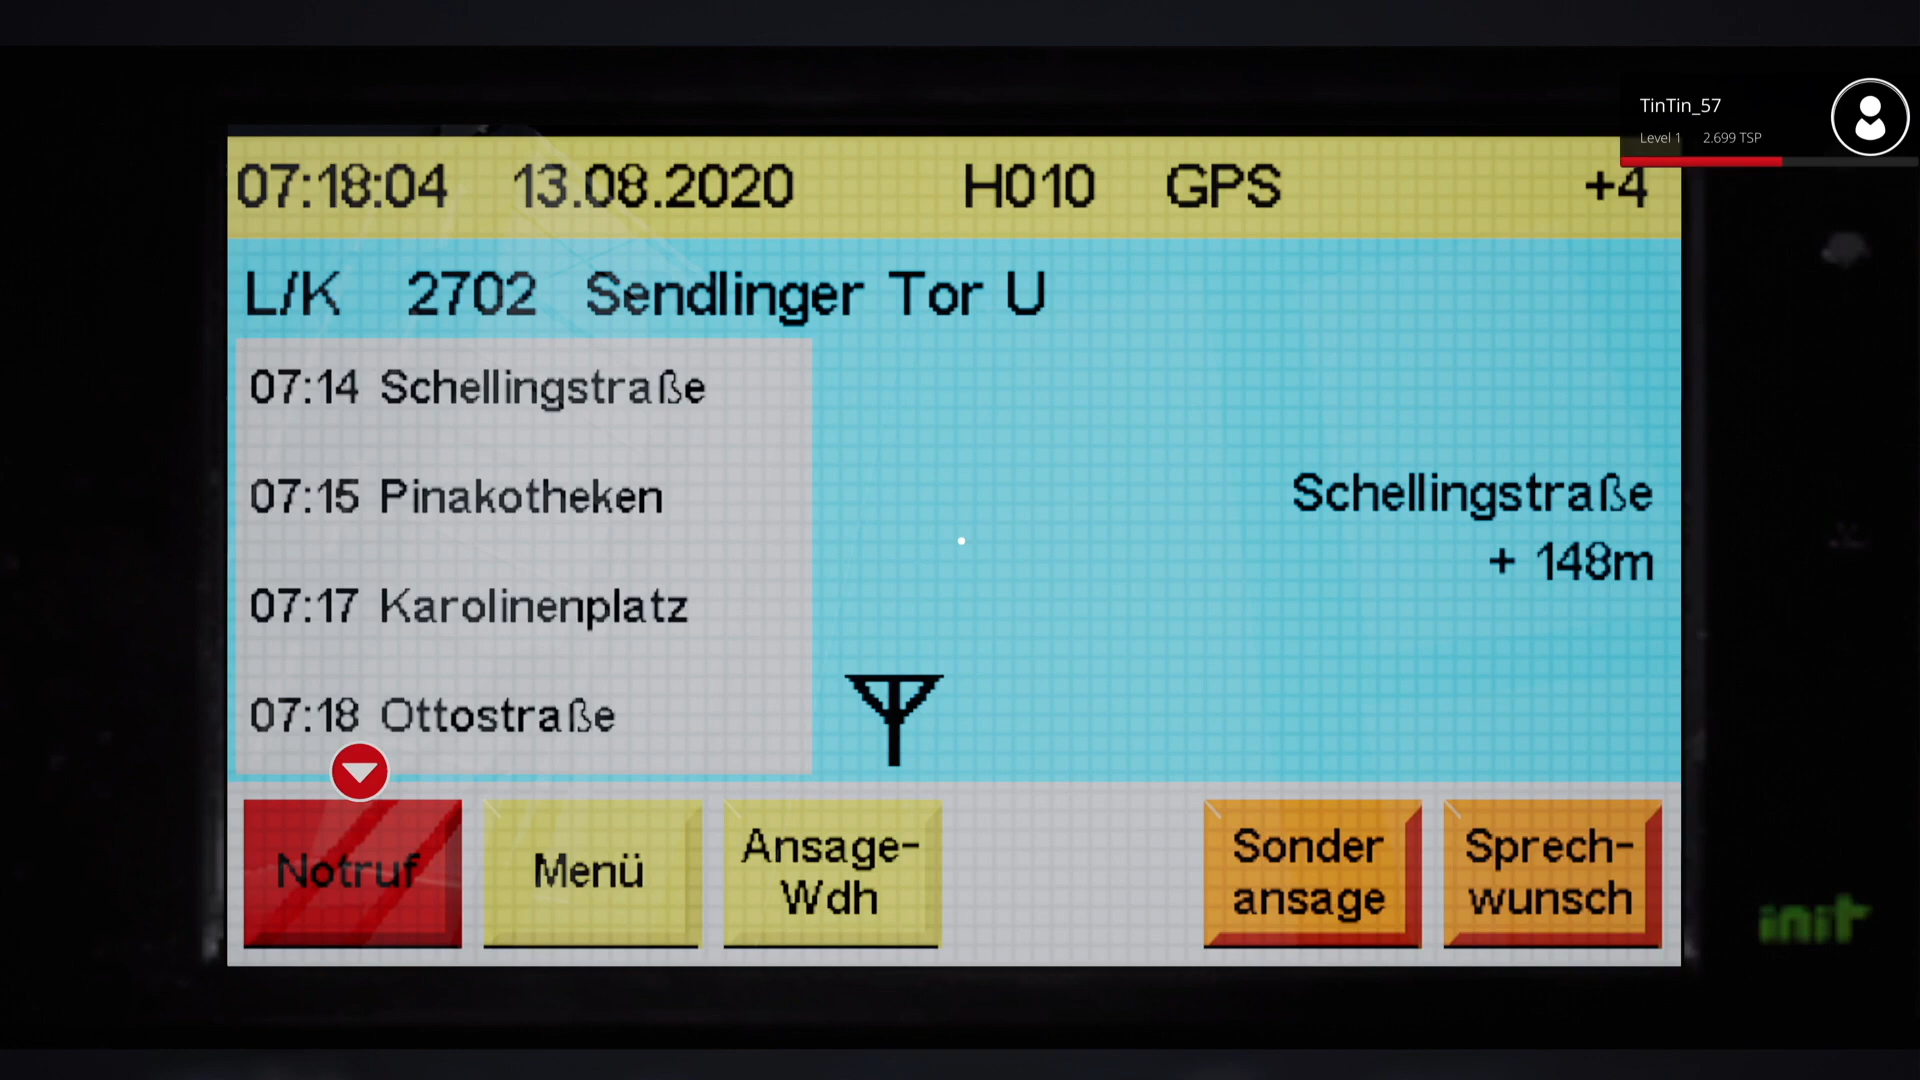 TinTin_57
Level 1 2.699 TSP
07:18:04 13.08.2020 H010 GPS +4
L/K 2702 Sendlinger Tor U
07:14 Schellingstraße
07:15 Pinakotheken
07:17 Karolinenplatz
07:18 Ottostraße
Schellingstraße
+ 148m
Notruf
Menü
Ansage-
Wdh
Sonder
ansage
Sprech-
wunsch
init